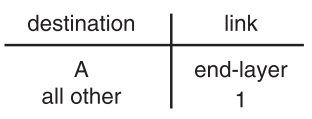 destination link
A end-layer
all other 1